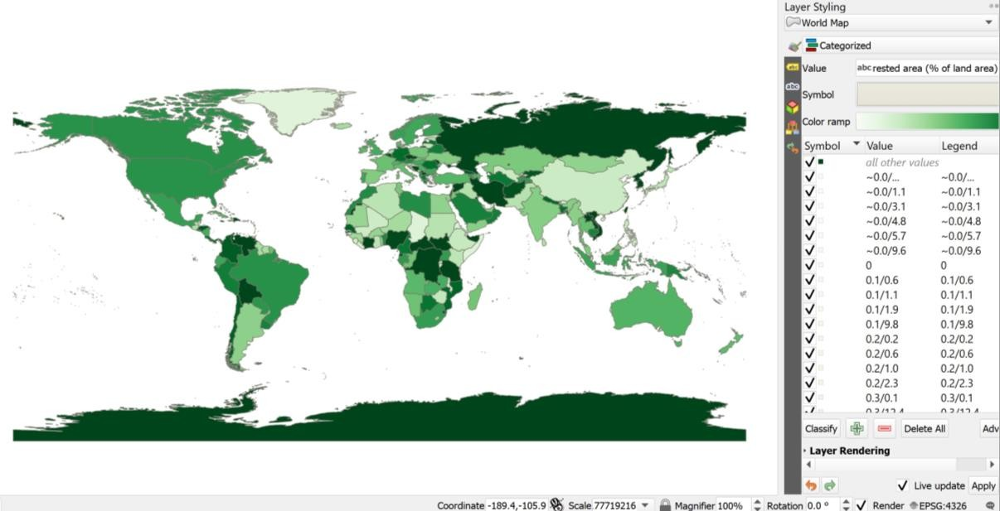 Layer Styling
World Map
Categorized
Value abc rested area (% of land area)
abc
Symbol
Color ramp
Symbol Value Legend
all other values
~0.0/... ~0.0/...
~0.0/1.1 ~0.0/1.1
~0.0/3.1 ~0.0/3.1
~0.0/4.8 ~0.0/4.8
~0.0/5.7 ~0.0/5.7
~0.0/9.6 ~0.0/9.6
0 0
0.1/0.6 0.1/0.6
0.1/1.1 0.1/1.1
0.1/1.9 0.1/1.9
0.1/9.8 0.1/9.8
0.2/0.2 0.2/0.2
0.2/0.6 0.2/0.6
0.2/1.0 0.2/1.0
0.2/2.3 0.2/2.3
0.3/0.1 0.3/0.1
0.3/12.4 0.3/12.4
Classify Delete All Adv
Layer Rendering
Live update Apply
Coordinate -189.4,-105.9 Scale 77719216 Magnifier 100% Rotation 0.0 ° Render EPSG:4326